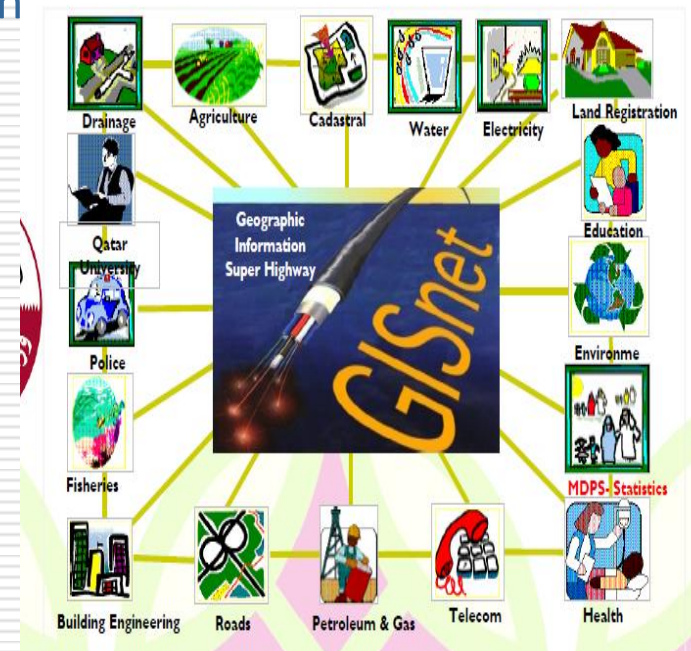 Drainage
Agriculture
Cadastral
Water
Electricity
Land Registration
Qatar
University
Geographic
Information
Super Highway
GISnet
Education
Police
Environme
Fisheries
MDPS- Statistics
Building Engineering
Roads
Petroleum & Gas
Telecom
Health